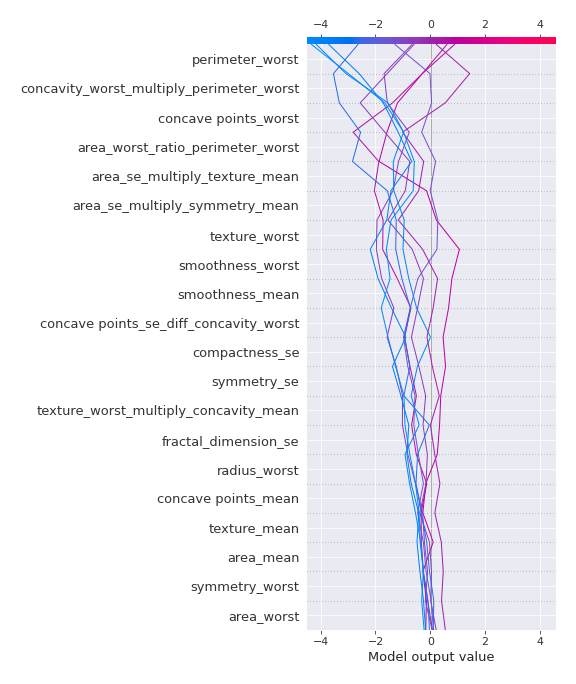 −4 −2 0 2 4
perimeter_worst
concavity_worst_multiply_perimeter_worst
concave points_worst
area_worst_ratio_perimeter_worst
area_se_multiply_texture_mean
area_se_multiply_symmetry_mean
texture_worst
smoothness_worst
smoothness_mean
concave points_se_diff_concavity_worst
compactness_se
symmetry_se
texture_worst_multiply_concavity_mean
fractal_dimension_se
radius_worst
concave points_mean
texture_mean
area_mean
symmetry_worst
area_worst
−4 −2 0 2 4
Model output value